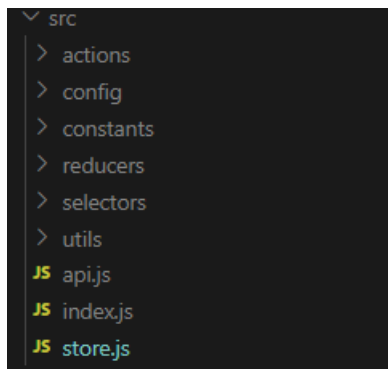 src
actions
config
constants
reducers
selectors
utils
JS api.js
JS index.js
JS store.js